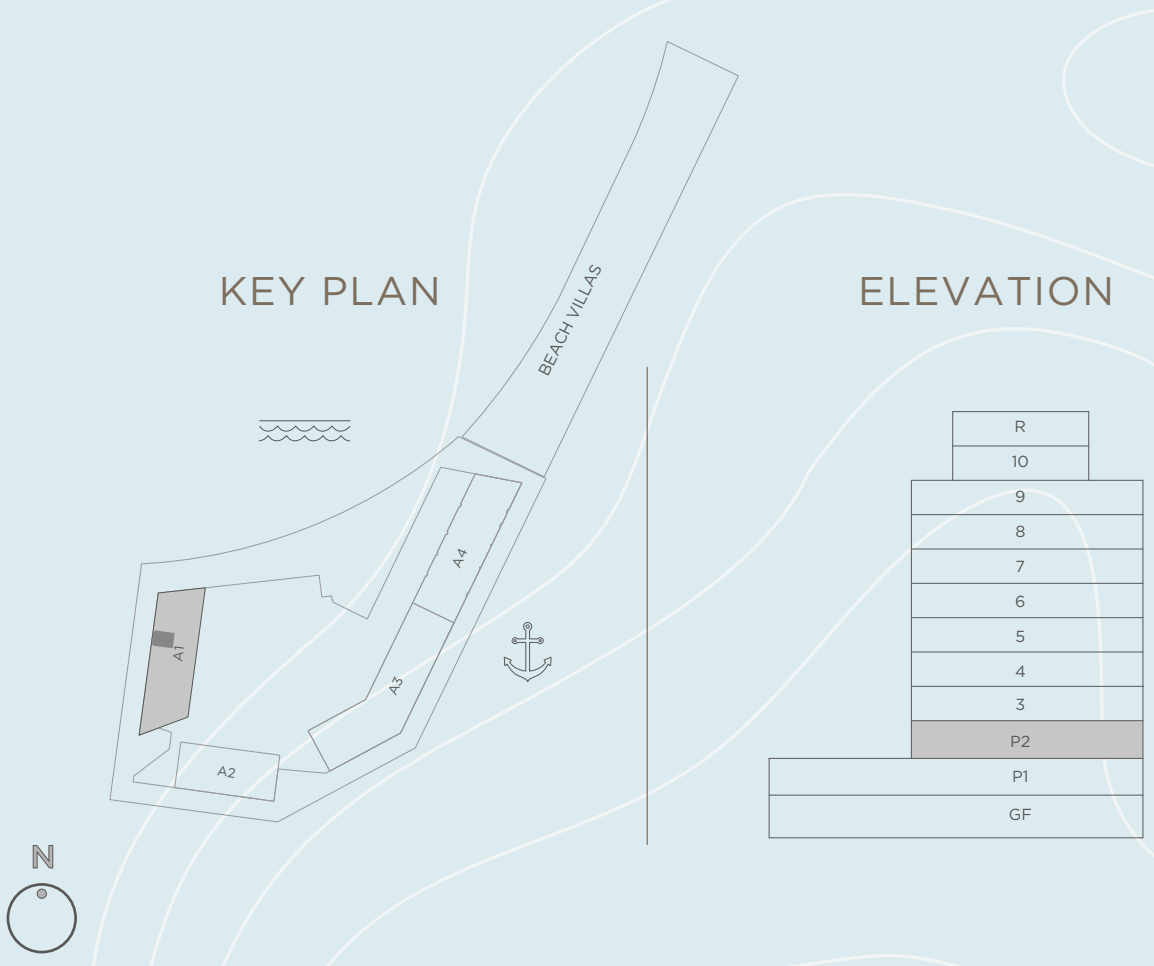 KEY PLAN
BEACH VILLAS
A4
A1
A3
A2
N
ELEVATION
R
10
9
8
7
6
5
4
3
P2
P1
GF